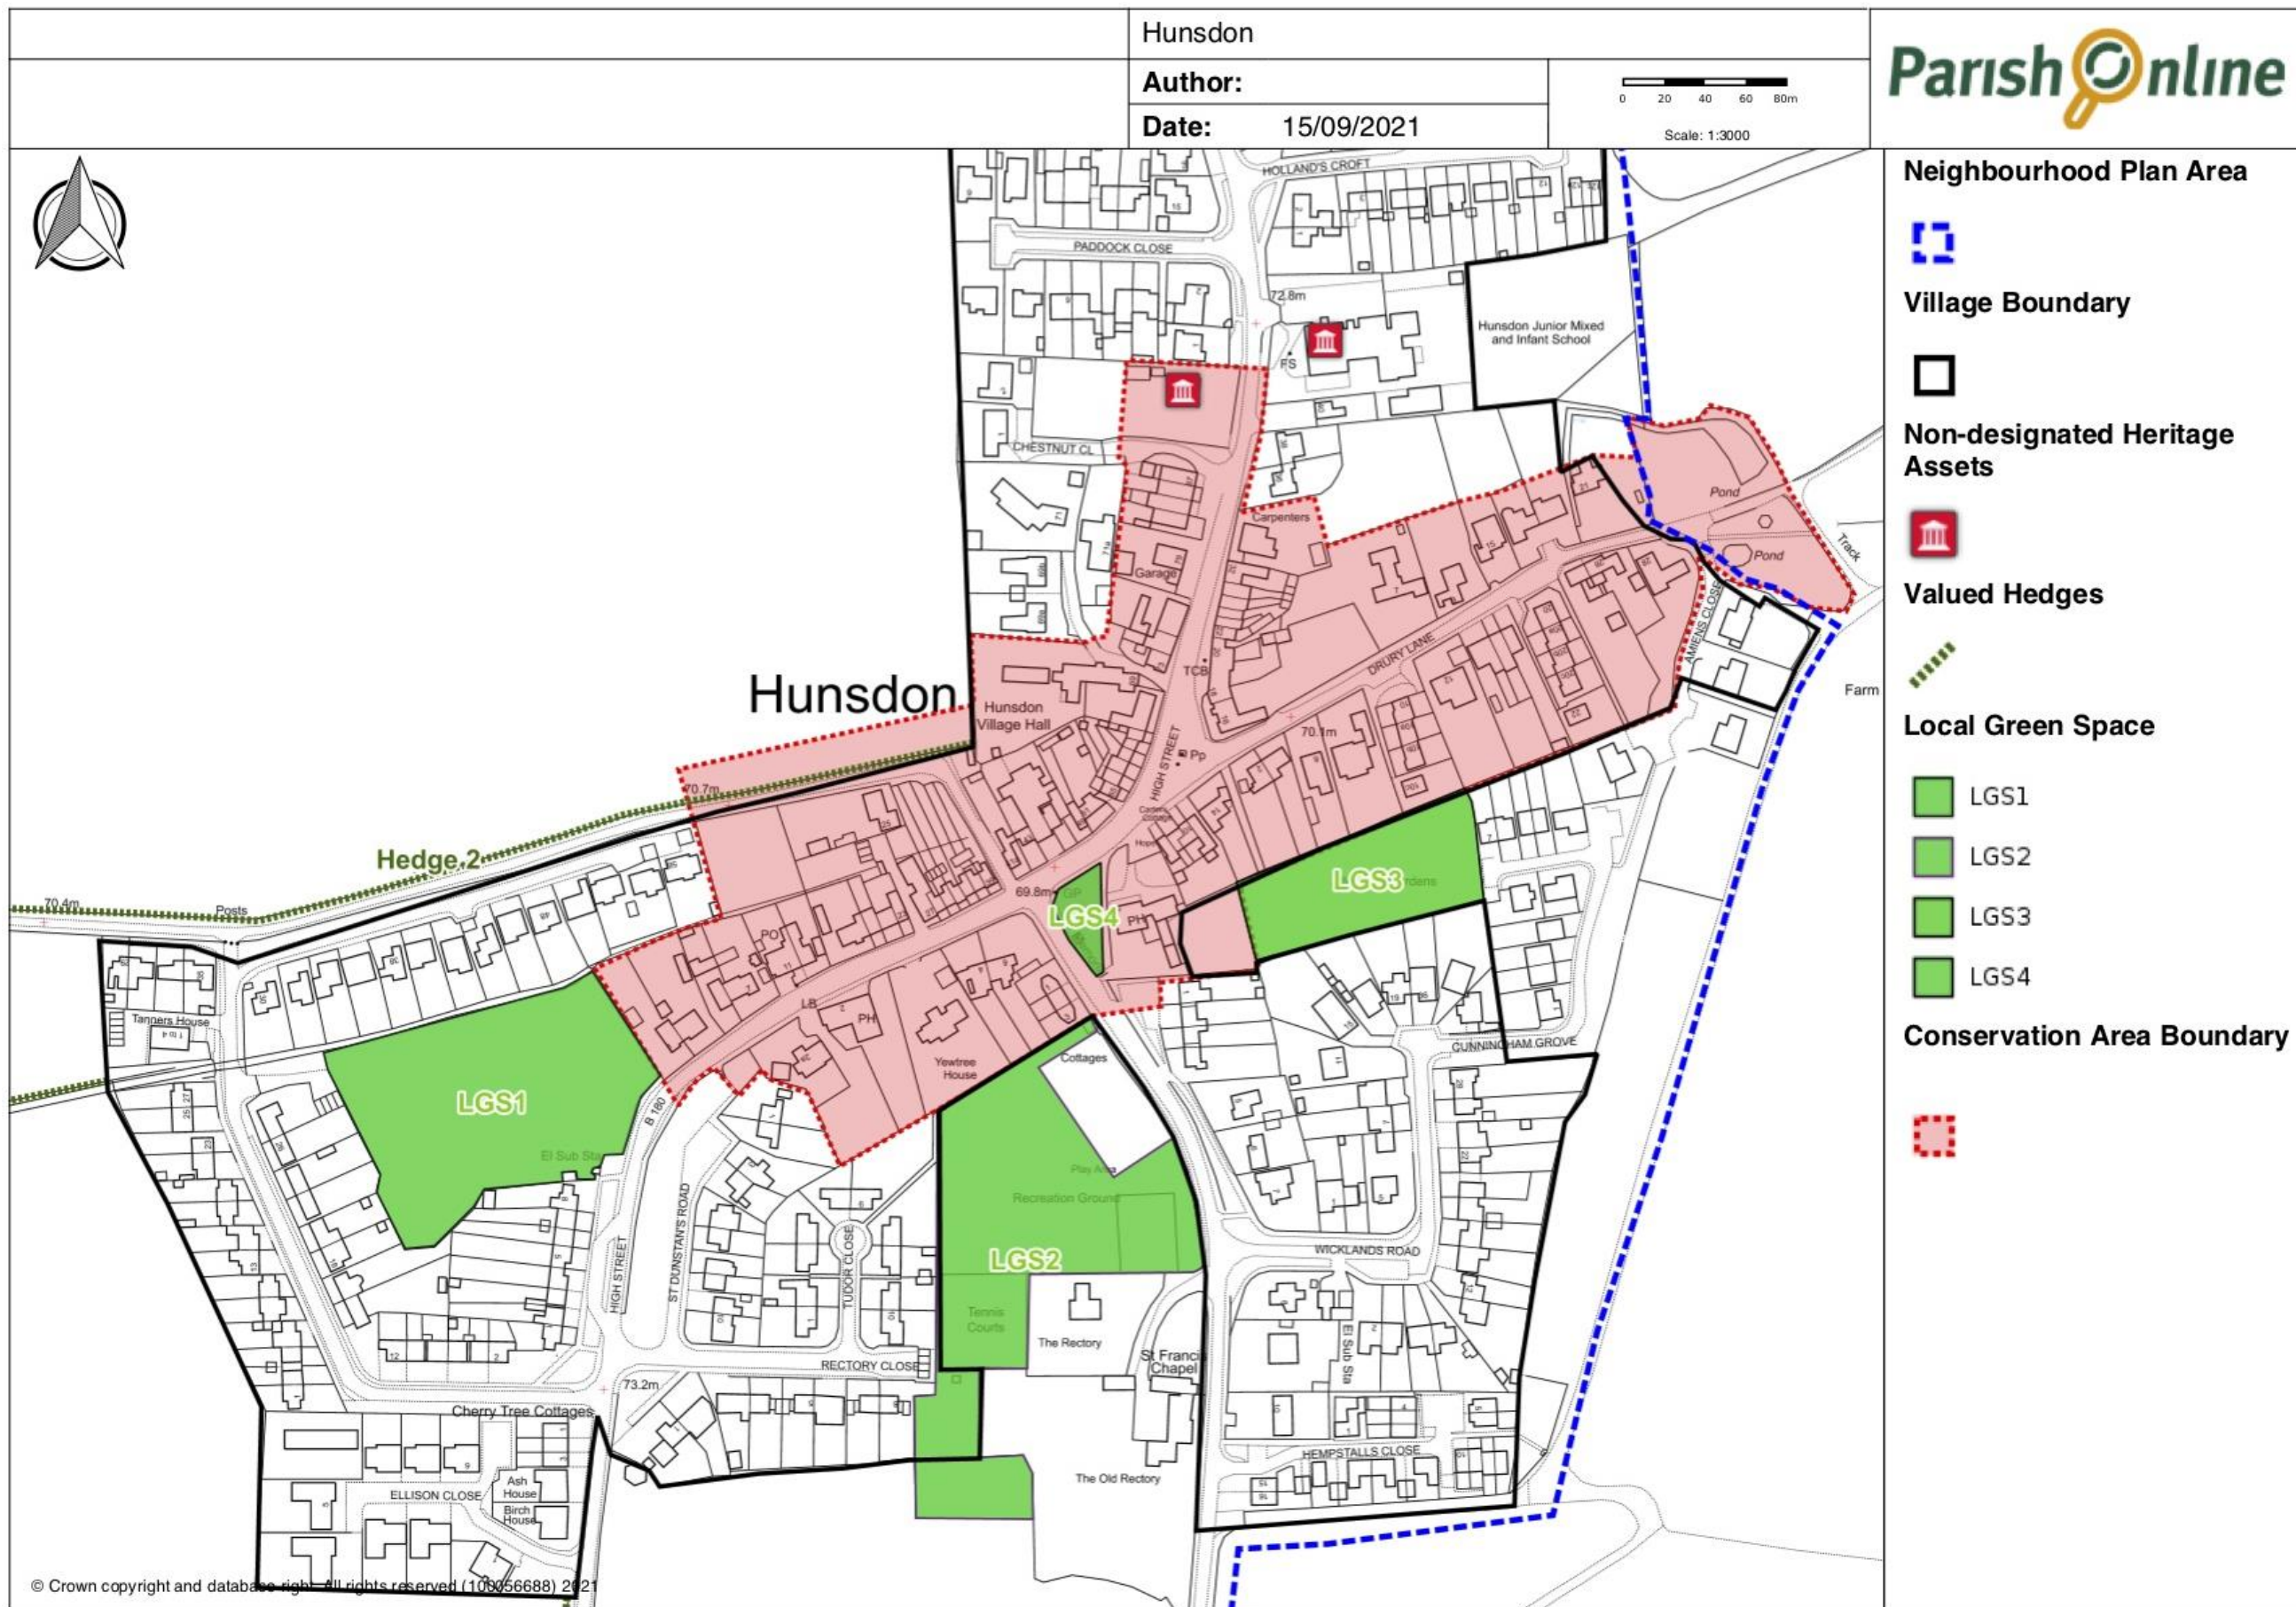 Hunsdon
Author:
Date: 15/09/2021
0 20 40 60 80m
Scale: 1:3000
Parish Online
Neighbourhood Plan Area
Village Boundary
Non-designated Heritage
Assets
Valued Hedges
Local Green Space
LGS1
LGS2
LGS3
LGS4
Conservation Area Boundary
HOLLAND'S CROFT
PADDOCK CLOSE
72.8m
Hunsdon Junior Mixed
and Infant School
FS
CHESTNUT CL
Carpenters
Pond
Pond
Track
Garage
AMIENS CLOSE
TCB
DRURY LANE
Farm
Hunsdon
Hunsdon
Village Hall
HIGH STREET
Pp
70.1m
70.7m
Hedge 2
70.4m
Posts
69.8m
LGS4
PH
LGS3
PO
LB
PH
Tanners House
1 to 4
Yewtree
House
Cottages
CUNNINGHAM GROVE
LGS1
B 180
El Sub Sta
Play Area
Recreation Ground
LGS2
ST DUNSTAN'S ROAD
HIGH STREET
TUDOR CLOSE
WICKLANDS ROAD
Tennis
Courts
The Rectory
St Francis
Chapel
El Sub Sta
RECTORY CLOSE
73.2m
Cherry Tree Cottages
HEMPSTALLS CLOSE
The Old Rectory
Ash
House
ELLISON CLOSE
Birch
House
© Crown copyright and database right. All rights reserved (100056688) 2021